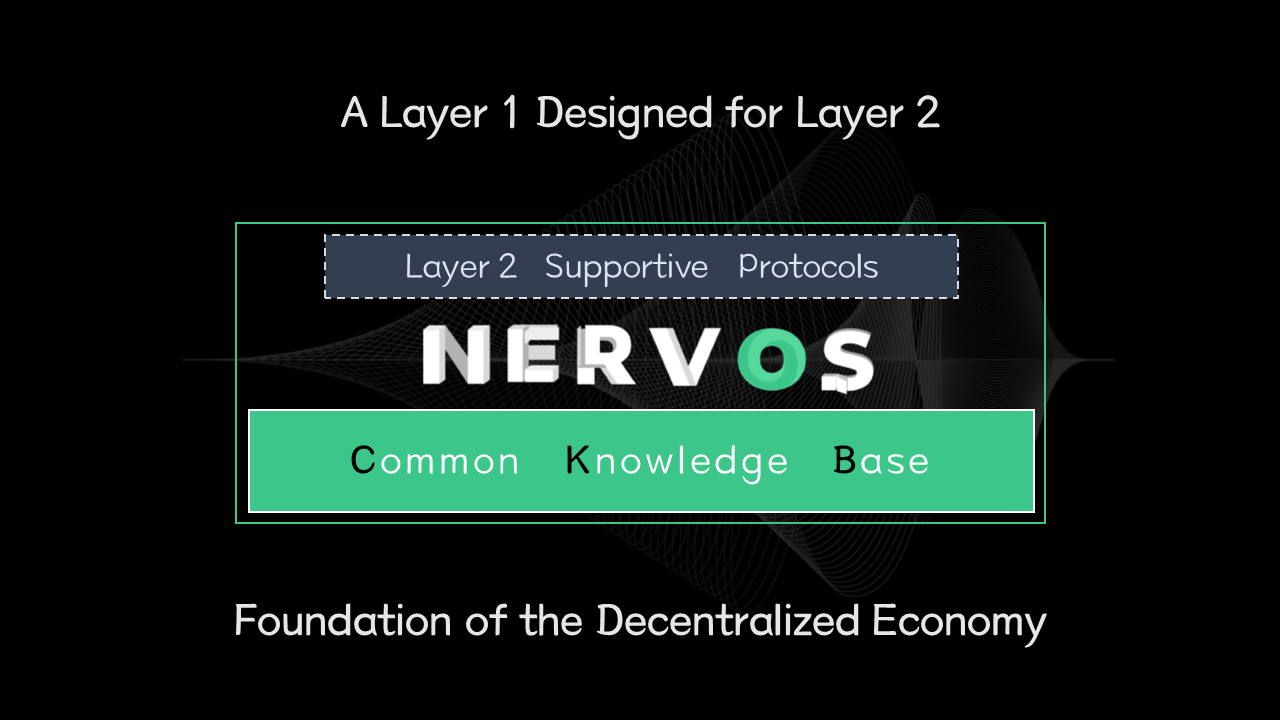 A Layer 1 Designed for Layer 2
Layer 2 Supportive Protocols
NERVOS
Common Knowledge Base
Foundation of the Decentralized Economy